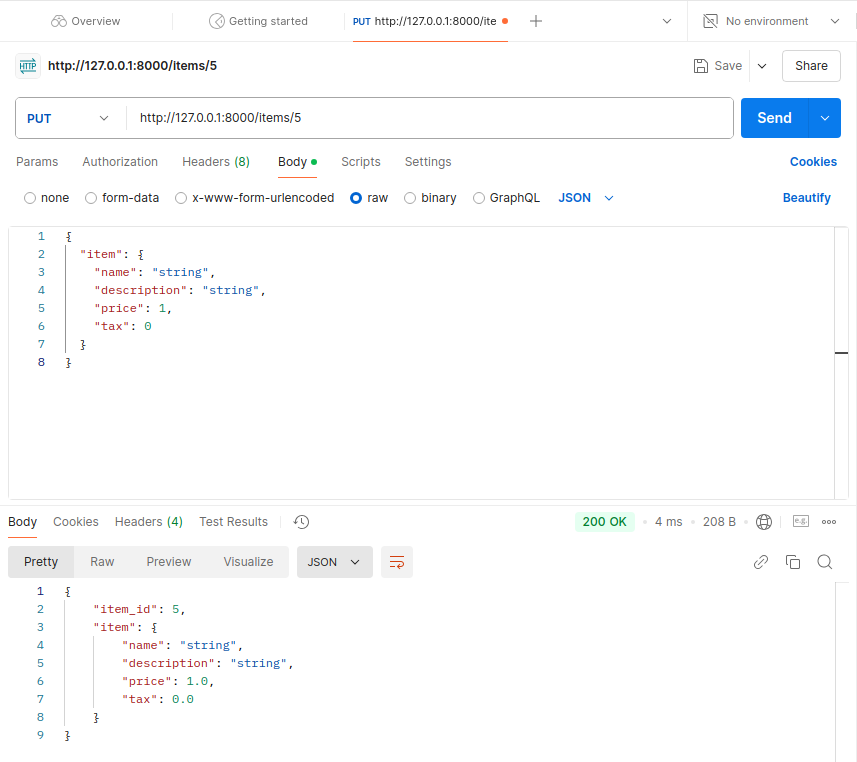 Overview Getting started PUT http://127.0.0.1:8000/ite No environment
HTTP http://127.0.0.1:8000/items/5 Save Share
PUT http://127.0.0.1:8000/items/5 Send
Params Authorization Headers (8) Body Scripts Settings Cookies
none form-data x-www-form-urlencoded raw binary GraphQL JSON Beautify
1 {
2 "item": {
3 "name": "string",
4 "description": "string",
5 "price": 1,
6 "tax": 0
7 }
8 }
Body Cookies Headers (4) Test Results 200 OK • 4 ms • 208 B • e.g.
Pretty Raw Preview Visualize JSON
1 {
2 "item_id": 5,
3 "item": {
4 "name": "string",
5 "description": "string",
6 "price": 1.0,
7 "tax": 0.0
8 }
9 }